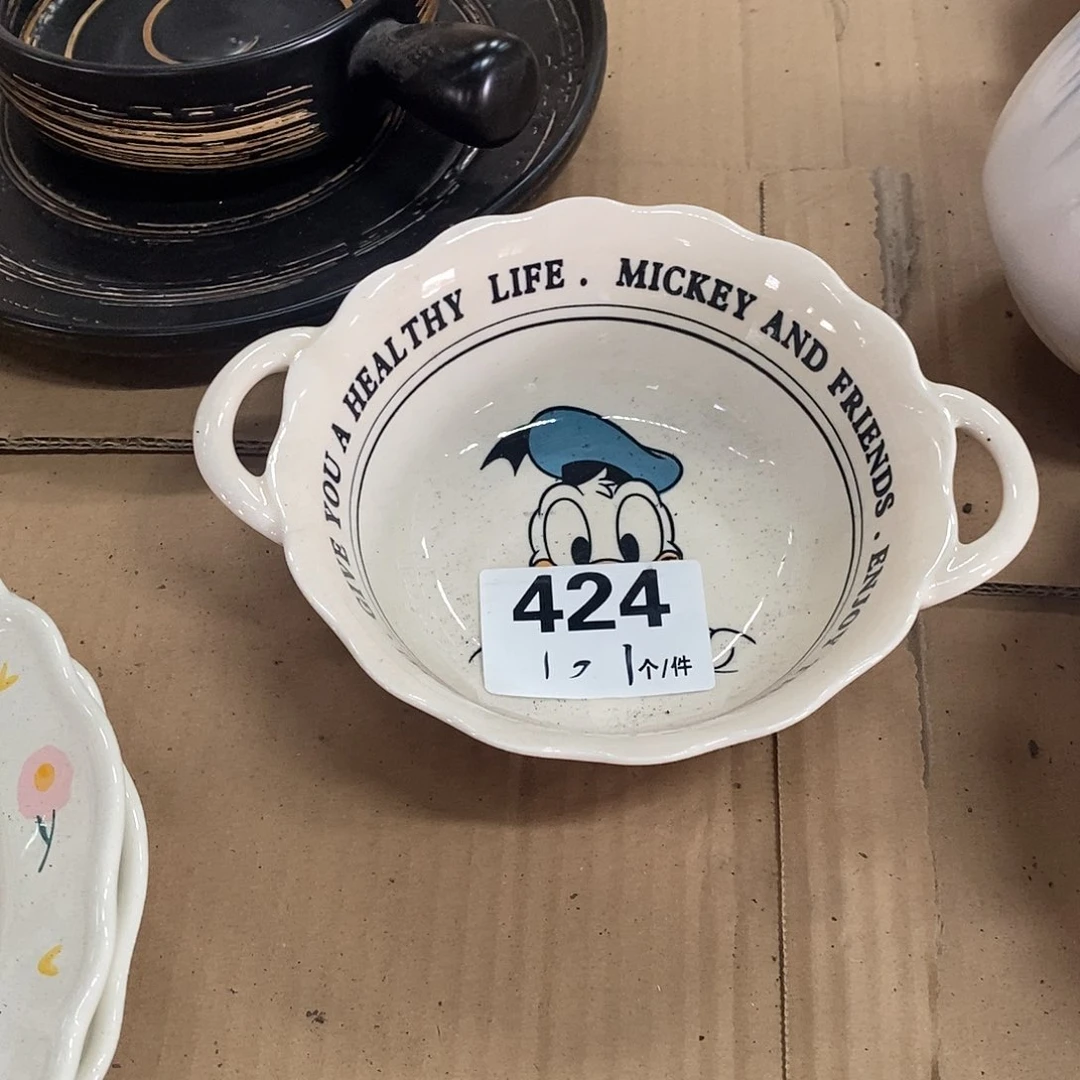 GIVE YOU A HEALTHY LIFE . MICKEY AND FRIENDS . ENJOY
424
个/件